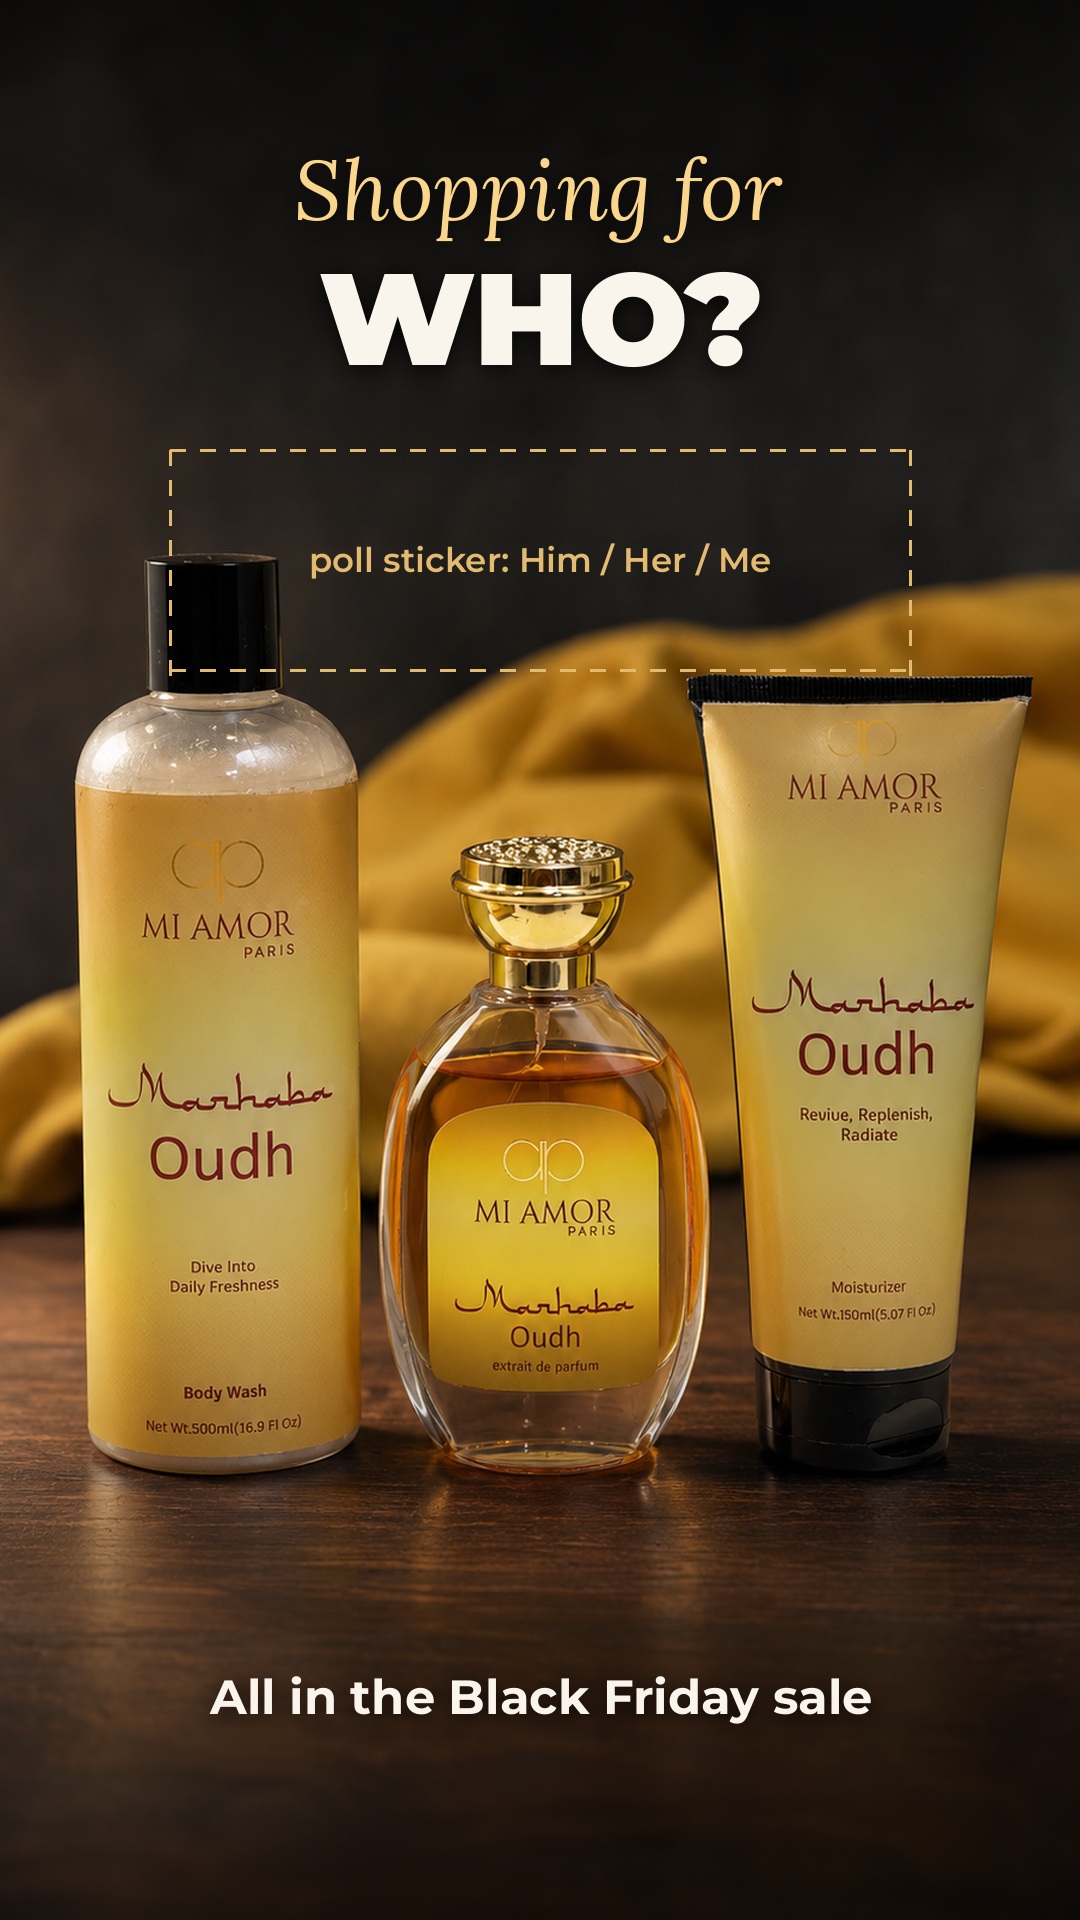 Shopping for
WHO?
poll sticker: Him / Her / Me
MI AMOR
PARIS
Marhaba
Oudh
Dive Into
Daily Freshness
Body Wash
Net Wt.500ml(16.9 Fl Oz)
MI AMOR
PARIS
Marhaba
Oudh
extrait de parfum
MI AMOR
PARIS
Marhaba
Oudh
Revive, Replenish,
Radiate
Moisturizer
Net Wt.150ml(5.07 Fl Oz)
All in the Black Friday sale